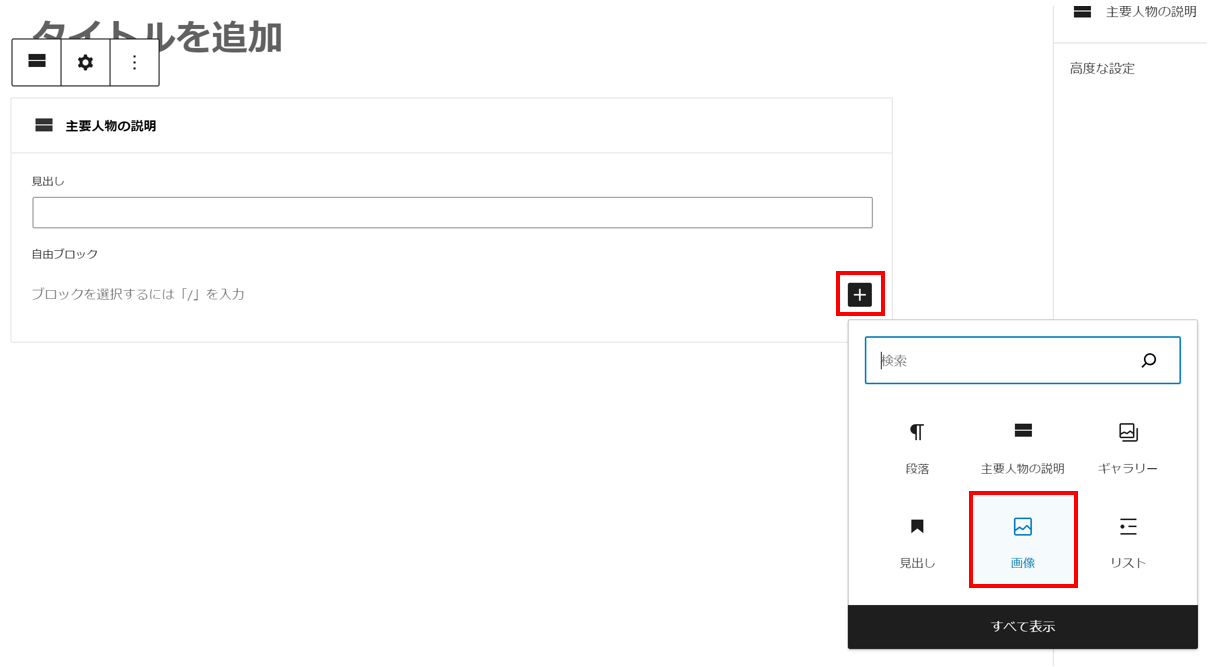 タイトルを追加
主要人物の説明
高度な設定
主要人物の説明
見出し
自由ブロック
ブロックを選択するには「/」を入力
検索
段落
主要人物の説明
ギャラリー
見出し
画像
リスト
すべて表示